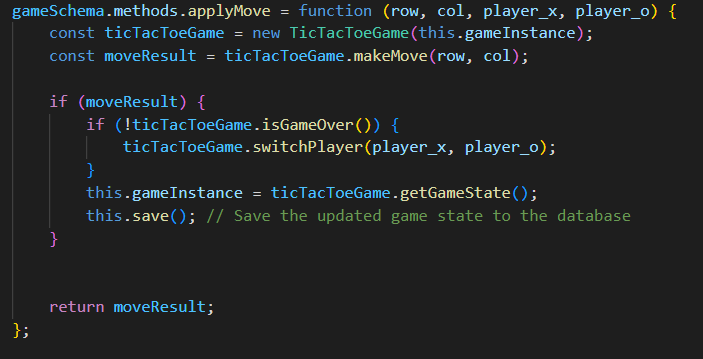 gameSchema.methods.applyMove = function (row, col, player_x, player_o) {
    const ticTacToeGame = new TicTacToeGame(this.gameInstance);
    const moveResult = ticTacToeGame.makeMove(row, col);

    if (moveResult) {
        if (!ticTacToeGame.isGameOver()) {
            ticTacToeGame.switchPlayer(player_x, player_o);
        }
        this.gameInstance = ticTacToeGame.getGameState();
        this.save(); // Save the updated game state to the database
    }


    return moveResult;
};